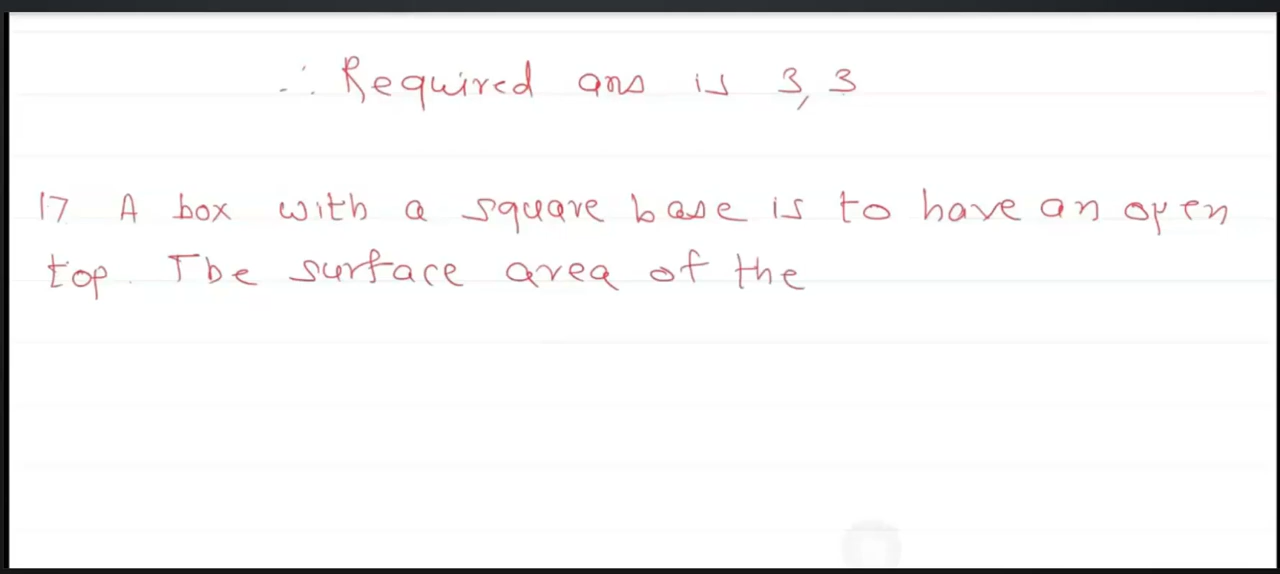 ∴ Required ans is 3, 3
17 A box with a square base is to have an open
top. The surface area of the